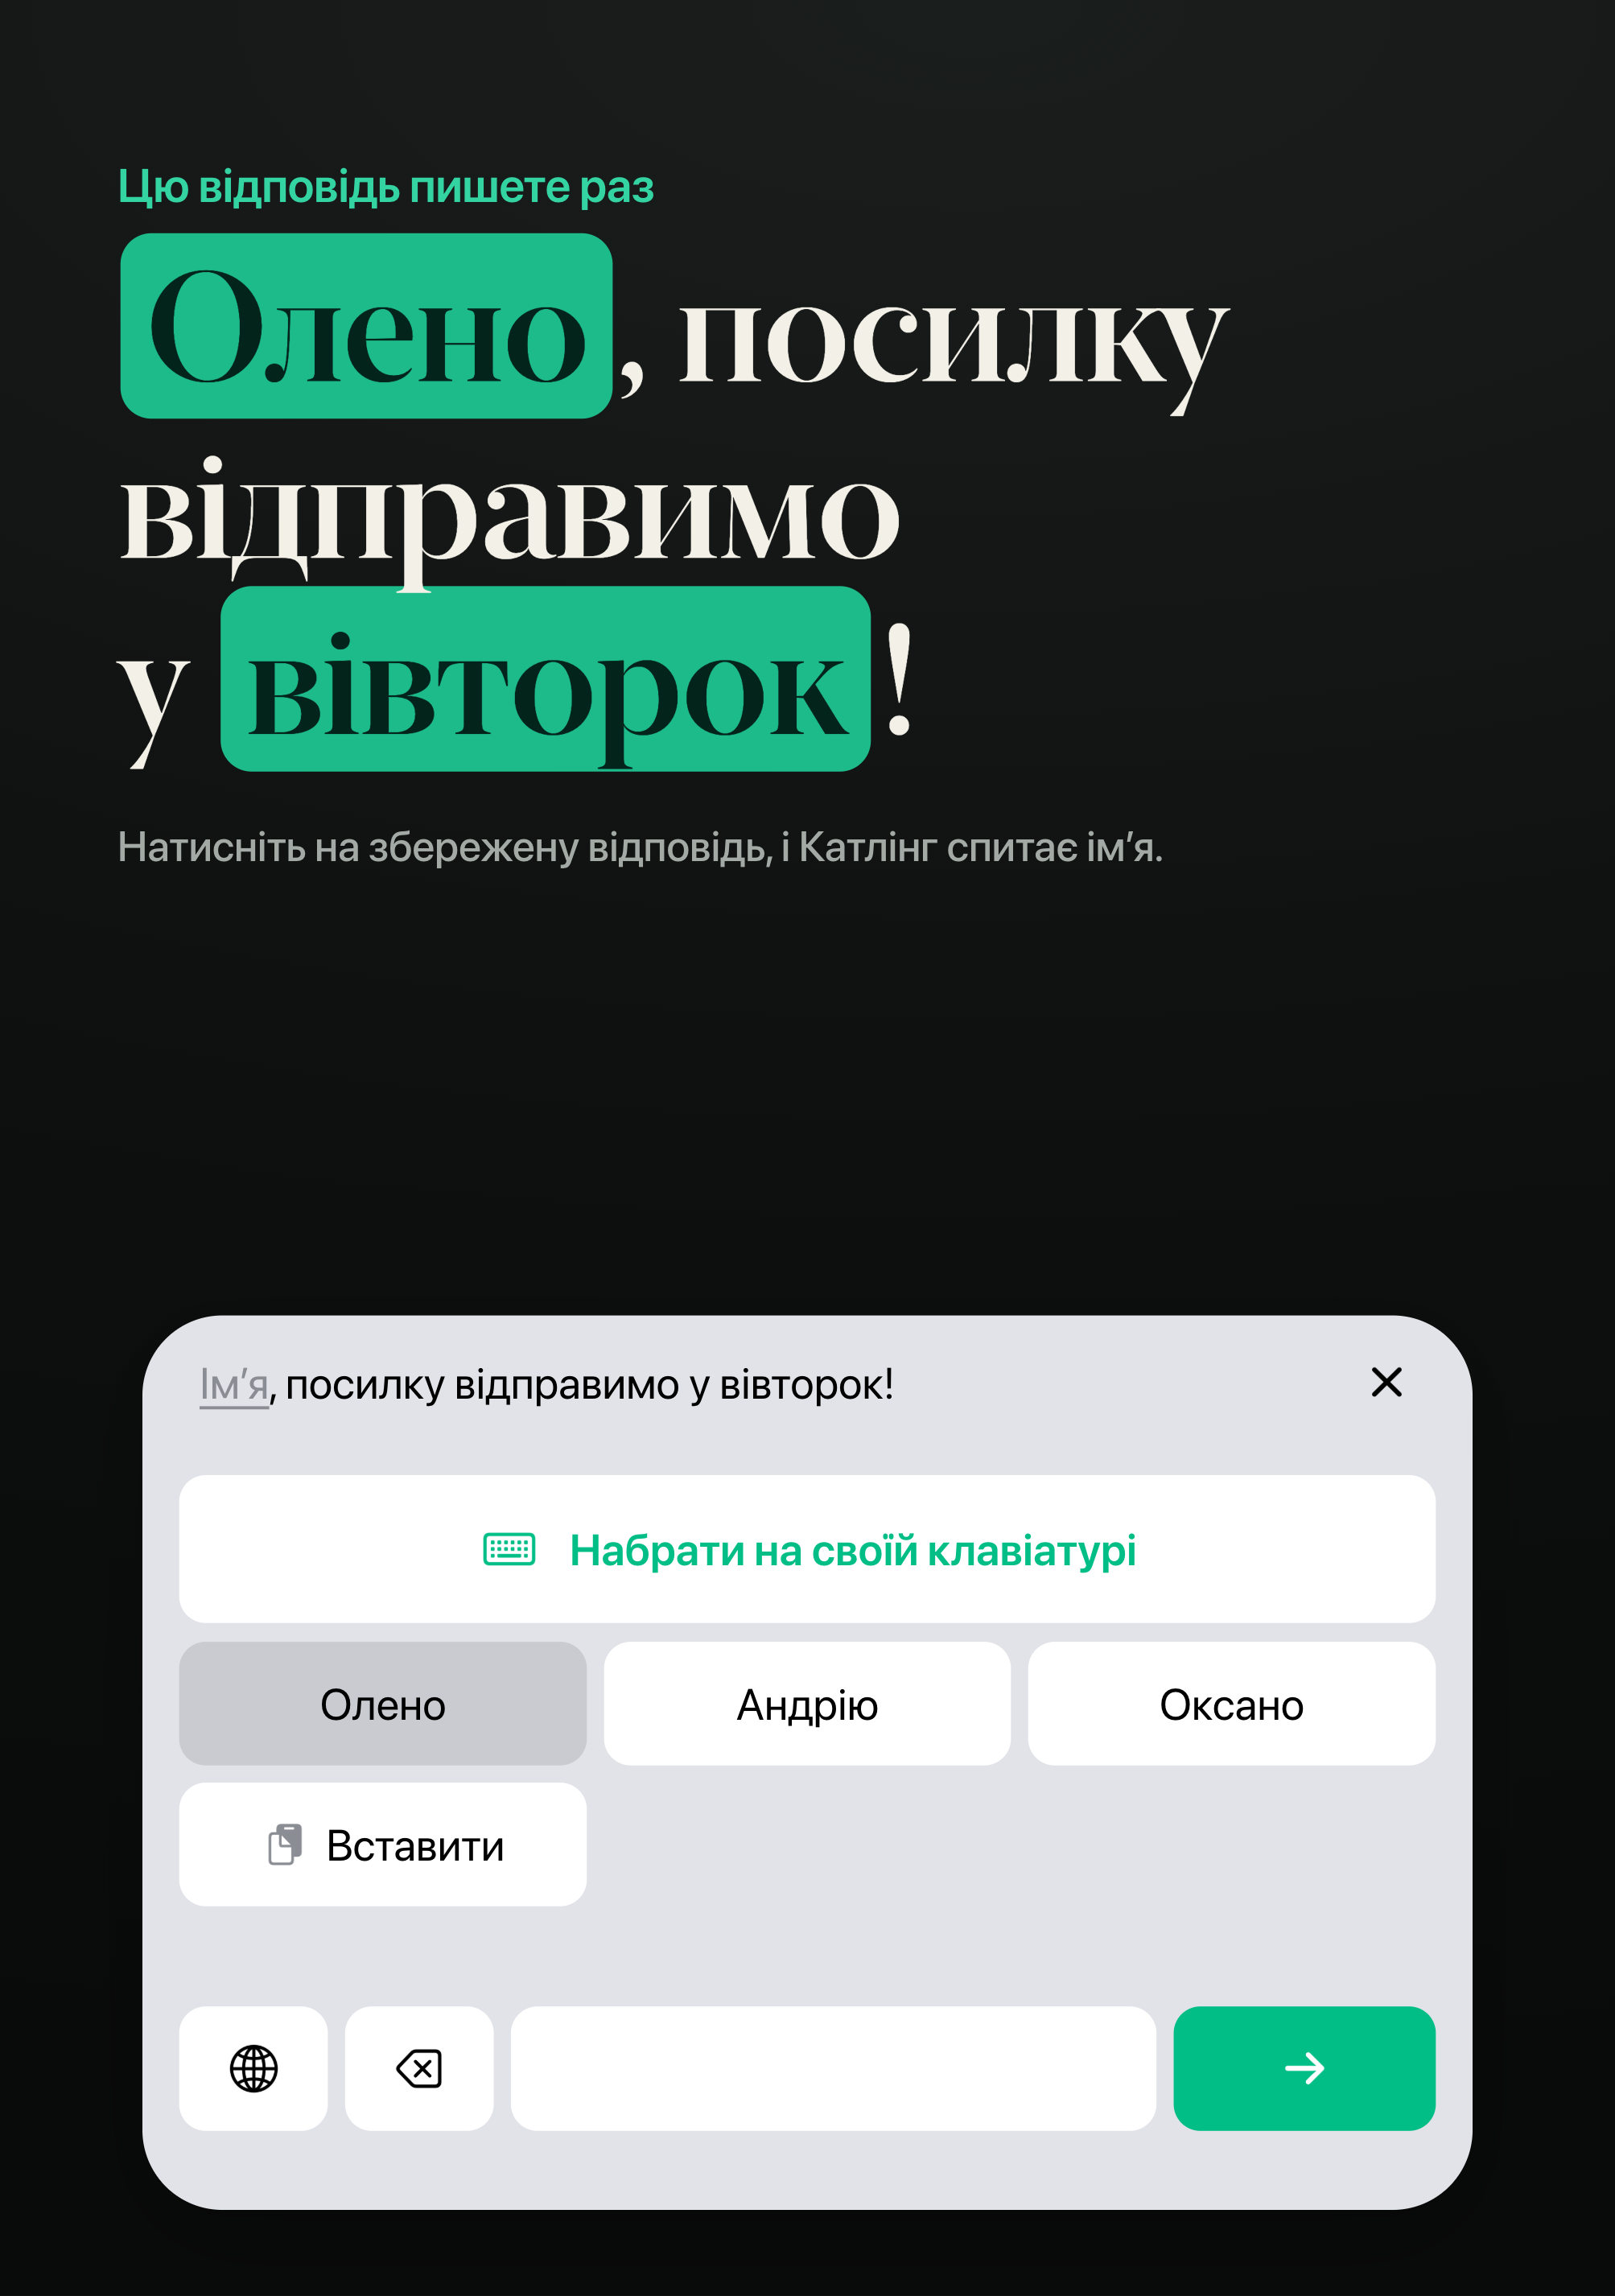 Цю відповідь пишете раз
Олено, посилку
відправимо
у вівторок!
Натисніть на збережену відповідь, і Катлінг спитає ім’я.
Ім’я, посилку відправимо у вівторок!
Набрати на своїй клавіатурі
Олено
Андрію
Оксано
Вставити